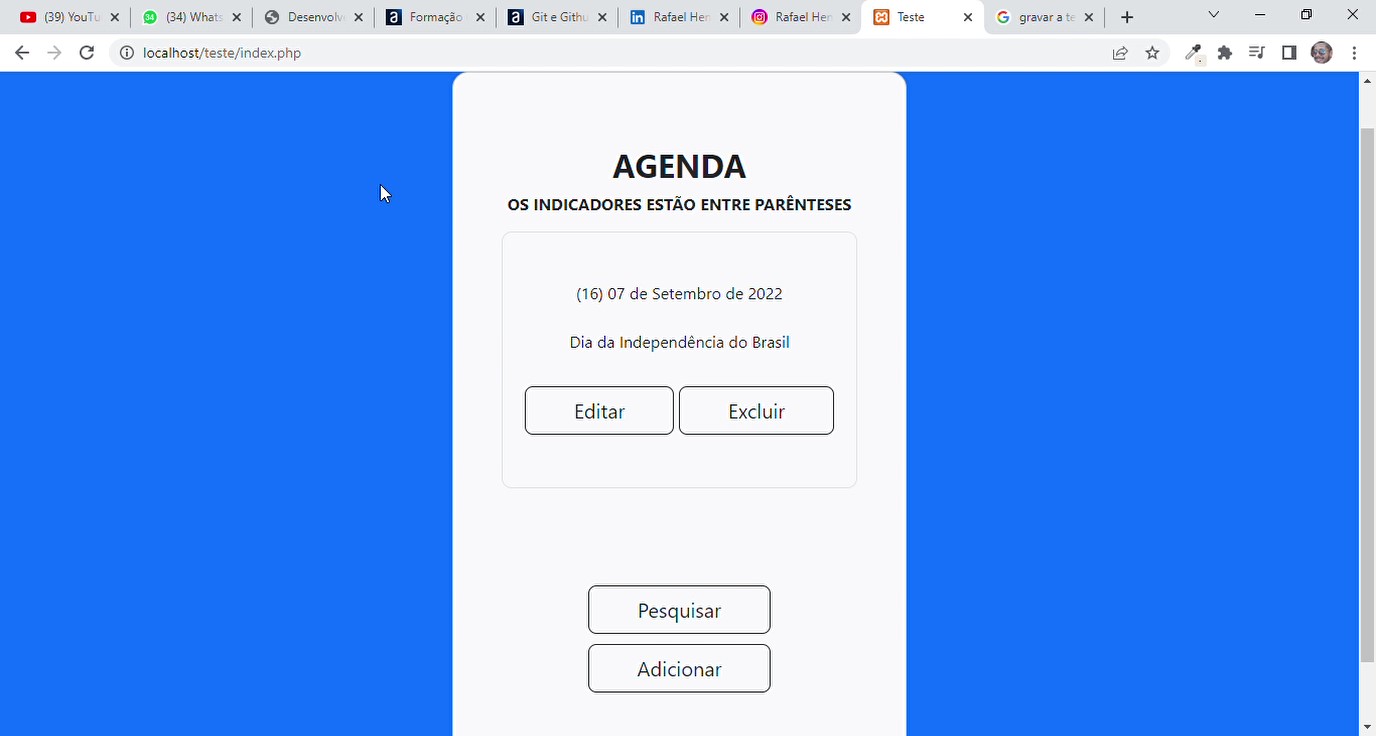 (39) YouTu
34
(34) Whats
Desenvolv
a
Formação
a
Git e Githu
in
Rafael Hen
Rafael Hen
Teste
G
gravar a te
localhost/teste/index.php
AGENDA
OS INDICADORES ESTÃO ENTRE PARÊNTESES
(16) 07 de Setembro de 2022
Dia da Independência do Brasil
Editar
Excluir
Pesquisar
Adicionar